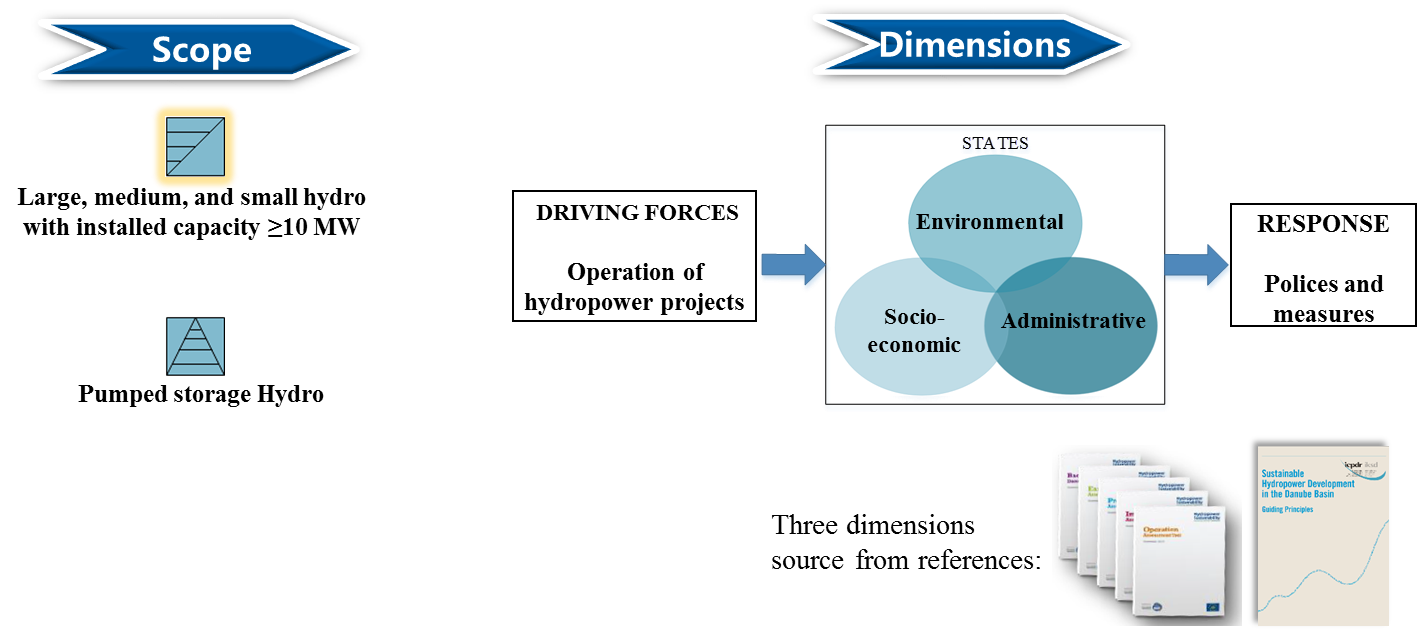 Scope
Dimensions
Large, medium, and small hydro
with installed capacity ≥10 MW
Pumped storage Hydro
DRIVING FORCES
Operation of
hydropower projects
STATES
Environmental
Socio-
economic
Administrative
RESPONSE
Polices and
measures
Three dimensions
source from references:
Operation
icpdr iksd
Sustainable
Hydropower Development
in the Danube Basin
Guiding Principles